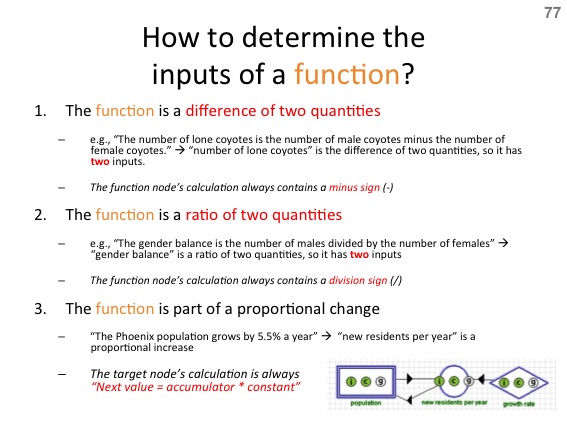 77
How to determine the
inputs of a function?
1. The function is a difference of two quantities
– e.g., “The number of lone coyotes is the number of male coyotes minus the number of
female coyotes.” → “number of lone coyotes” is the difference of two quantities, so it has
two inputs.
– The function node’s calculation always contains a minus sign (-)
2. The function is a ratio of two quantities
– e.g., “The gender balance is the number of males divided by the number of females” →
“gender balance” is a ratio of two quantities, so it has two inputs
– The function node’s calculation always contains a division sign (/)
3. The function is part of a proportional change
– “The Phoenix population grows by 5.5% a year” → “new residents per year” is a
proportional increase
– The target node’s calculation is always
“Next value = accumulator * constant”
i c g i c g i c g
population new residents per year growth rate